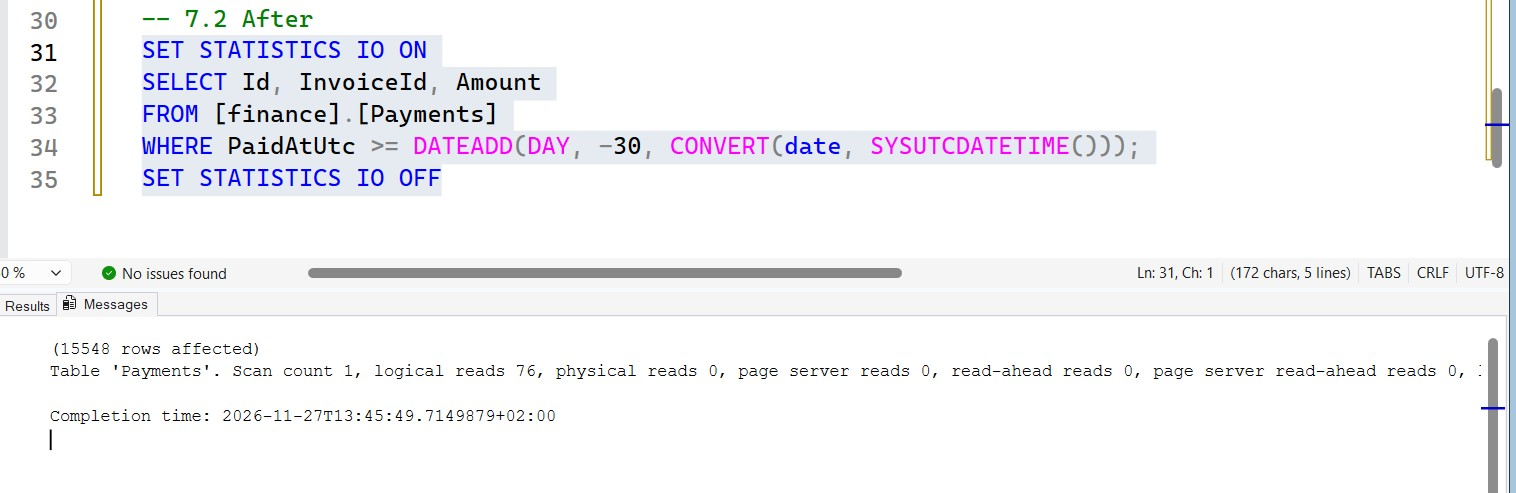 30 -- 7.2 After
31 SET STATISTICS IO ON
32 SELECT Id, InvoiceId, Amount
33 FROM [finance].[Payments]
34 WHERE PaidAtUtc >= DATEADD(DAY, -30, CONVERT(date, SYSUTCDATETIME()));
35 SET STATISTICS IO OFF
0 % No issues found Ln: 31, Ch: 1 (172 chars, 5 lines) TABS CRLF UTF-8
Results Messages
(15548 rows affected)
Table 'Payments'. Scan count 1, logical reads 76, physical reads 0, page server reads 0, read-ahead reads 0, page server read-ahead reads 0,
Completion time: 2026-11-27T13:45:49.7149879+02:00